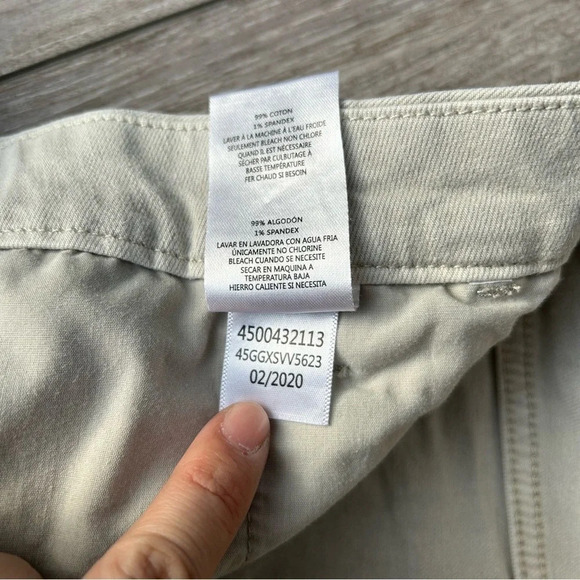 99% COTON
1% SPANDEX
LAVER À LA MACHINE À L'EAU FROIDE
SEULEMENT BLEACH NON CHLORE
QUAND IL EST NÉCESSAIRE
SÉCHER PAR CULBUTAGE À
BASSE TEMPÉRATURE
FER CHAUD SI BESOIN
99% ALGODÓN
1% SPANDEX
LAVAR EN LAVADORA CON AGUA FRIA
ÚNICAMENTE NO CHLORINE
BLEACH CUANDO SE NECESITE
SECAR EN MAQUINA A
TEMPERATURA BAJA
HIERRO CALIENTE SI NECESITA
4500432113
45GGXSVV5623
02/2020